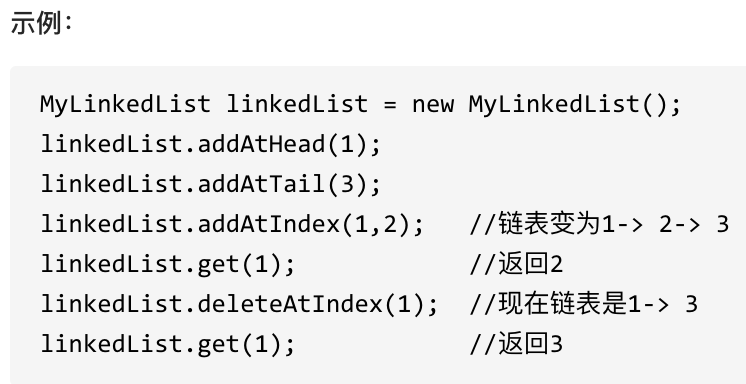 示例：
MyLinkedList linkedList = new MyLinkedList();
linkedList.addAtHead(1);
linkedList.addAtTail(3);
linkedList.addAtIndex(1,2);   //链表变为1-> 2-> 3
linkedList.get(1);            //返回2
linkedList.deleteAtIndex(1);  //现在链表是1-> 3
linkedList.get(1);            //返回3